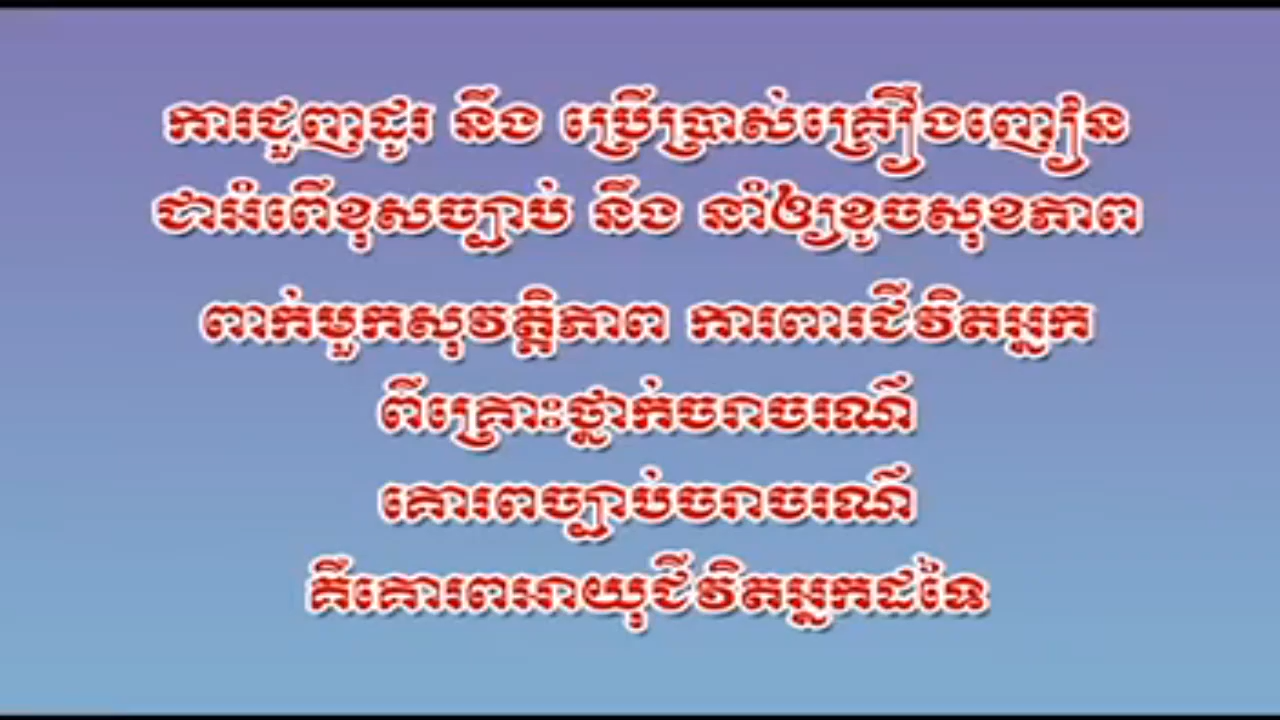 ការជួញដូរ នឹង ប្រើប្រាស់គ្រឿងញៀន
ជាអំពើខុសច្បាប់ នឹង នាំឲ្យខូចសុខភាព
ពាក់មួកសុវត្តិភាព ការពារជីវិតអ្នក
ពីគ្រោះថ្នាក់ចរាចរណ៍
គោរពច្បាប់ចរាចរណ៍
គឺគោរពអាយុជីវិតអ្នកដទៃ